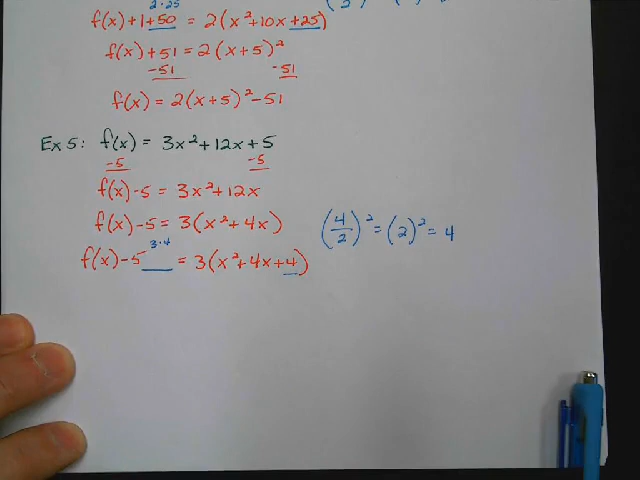 2·25
f(x)+1+50 = 2(x²+10x+25)
f(x)+51 = 2(x+5)²
-51 -51
f(x) = 2(x+5)²-51
Ex 5: f(x) = 3x²+12x+5
-5 -5
f(x)-5 = 3x²+12x
f(x)-5 = 3(x²+4x) (4/2)² = (2)² = 4
3·4
f(x)-5___ = 3(x²+4x+4)